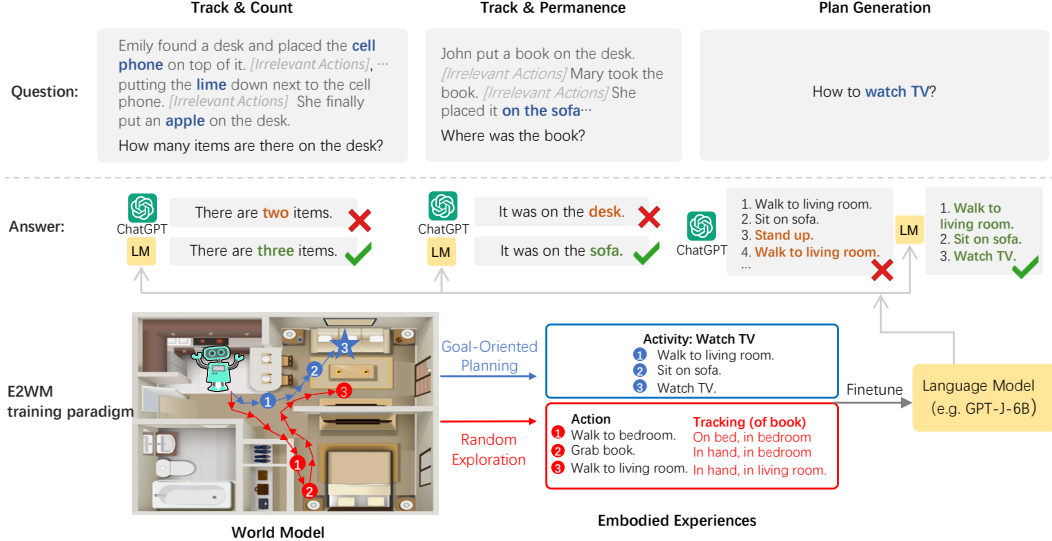 Track & Count
Track & Permanence
Plan Generation
Question:
Emily found a desk and placed the cell
phone on top of it. [Irrelevant Actions], ...
putting the lime down next to the cell
phone. [Irrelevant Actions] She finally
put an apple on the desk.
How many items are there on the desk?
John put a book on the desk.
[Irrelevant Actions] Mary took the
book. [Irrelevant Actions] She
placed it on the sofa...
Where was the book?
How to watch TV?
Answer:
ChatGPT
There are two items.
LM
There are three items.
ChatGPT
It was on the desk.
LM
It was on the sofa.
ChatGPT
1. Walk to living room.
2. Sit on sofa.
3. Stand up.
4. Walk to living room.
...
LM
1. Walk to
living room.
2. Sit on sofa.
3. Watch TV.
E2WM
training paradigm
1
2
3
1
2
3
World Model
Goal-Oriented
Planning
Random
Exploration
Activity: Watch TV
1 Walk to living room.
2 Sit on sofa.
3 Watch TV.
Action Tracking (of book)
1 Walk to bedroom. On bed, in bedroom
2 Grab book. In hand, in bedroom
3 Walk to living room. In hand, in living room.
Embodied Experiences
Finetune
Language Model
(e.g. GPT-J-6B)